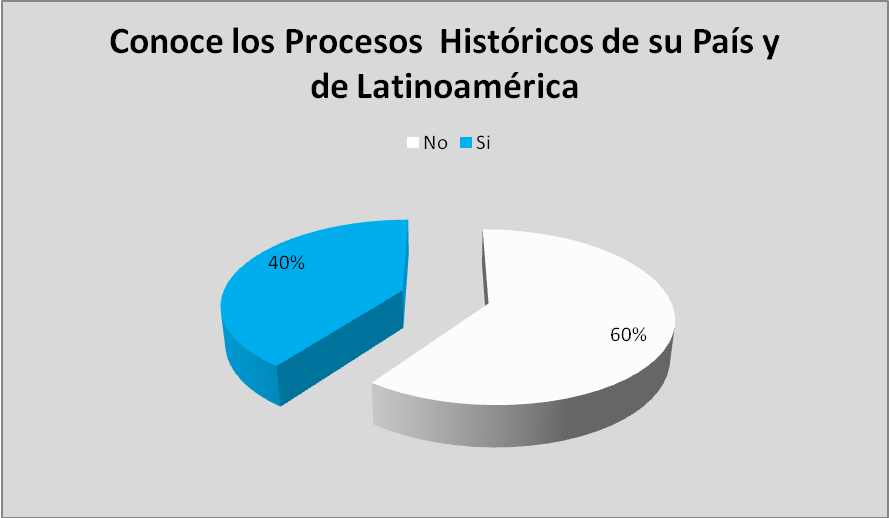 Conoce los Procesos  Históricos de su País y
de Latinoamérica
No Si
40%
60%